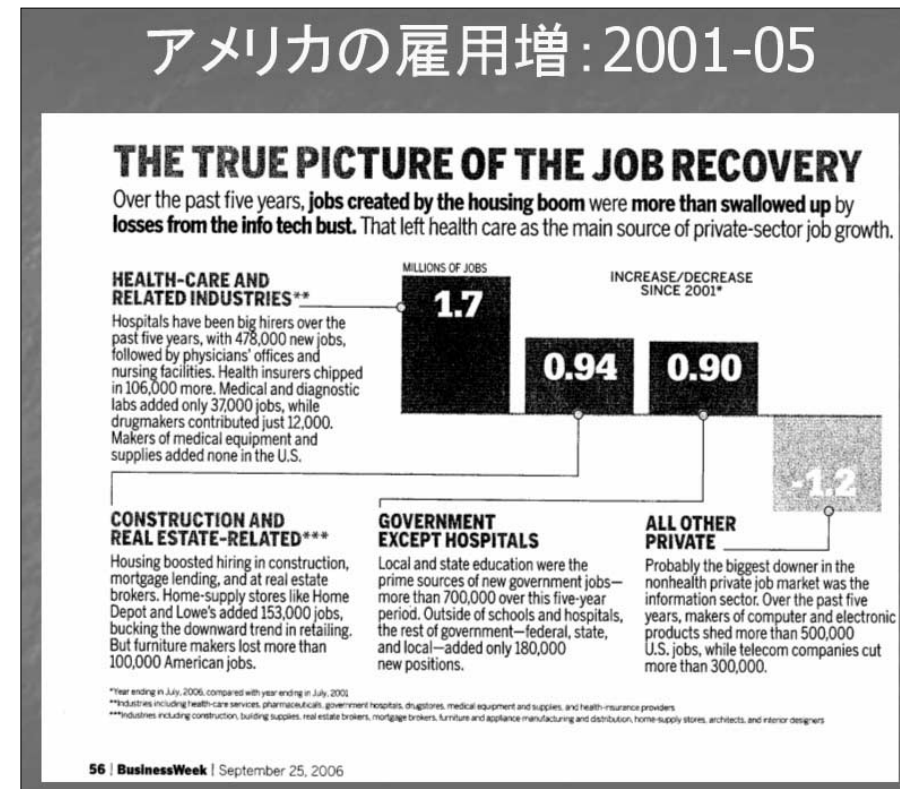 アメリカの雇用増:2001-05
THE TRUE PICTURE OF THE JOB RECOVERY
Over the past five years, jobs created by the housing boom were more than swallowed up by
losses from the info tech bust. That left health care as the main source of private-sector job growth.
HEALTH-CARE AND
RELATED INDUSTRIES**
Hospitals have been big hirers over the
past five years, with 478,000 new jobs,
followed by physicians' offices and
nursing facilities. Health insurers chipped
in 106,000 more. Medical and diagnostic
labs added only 37,000 jobs, while
drugmakers contributed just 12,000.
Makers of medical equipment and
supplies added none in the U.S.
MILLIONS OF JOBS
INCREASE/DECREASE
SINCE 2001*
1.7
0.94
0.90
-1.2
CONSTRUCTION AND
REAL ESTATE-RELATED***
Housing boosted hiring in construction,
mortgage lending, and at real estate
brokers. Home-supply stores like Home
Depot and Lowe's added 153,000 jobs,
bucking the downward trend in retailing.
But furniture makers lost more than
100,000 American jobs.
GOVERNMENT
EXCEPT HOSPITALS
Local and state education were the
prime sources of new government jobs—
more than 700,000 over this five-year
period. Outside of schools and hospitals,
the rest of government—federal, state,
and local—added only 180,000
new positions.
ALL OTHER
PRIVATE
Probably the biggest downer in the
nonhealth private job market was the
information sector. Over the past five
years, makers of computer and electronic
products shed more than 500,000
U.S. jobs, while telecom companies cut
more than 300,000.
*Year ending in July, 2006, compared with year ending in July, 2001
**Industries including health-care services, pharmaceuticals, government hospitals, drugstores, medical equipment and supplies, and health-insurance providers
***Industries including construction, building supplies, real estate brokers, mortgage brokers, furniture and appliance manufacturing and distribution, home-supply stores, architects, and interior designers
56 | BusinessWeek | September 25, 2006